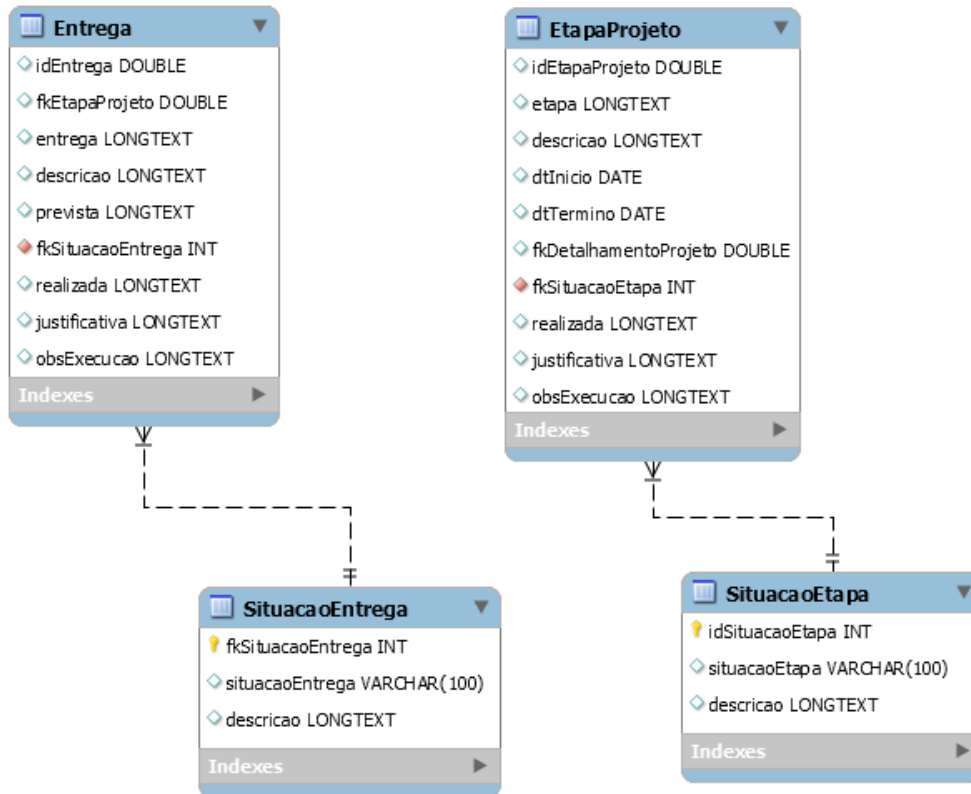 Entrega
idEntrega DOUBLE
fkEtapaProjeto DOUBLE
entrega LONGTEXT
descricao LONGTEXT
prevista LONGTEXT
fkSituacaoEntrega INT
realizada LONGTEXT
justificativa LONGTEXT
obsExecucao LONGTEXT
Indexes
EtapaProjeto
idEtapaProjeto DOUBLE
etapa LONGTEXT
descricao LONGTEXT
dtInicio DATE
dtTermino DATE
fkDetalhamentoProjeto DOUBLE
fkSituacaoEtapa INT
realizada LONGTEXT
justificativa LONGTEXT
obsExecucao LONGTEXT
Indexes
SituacaoEntrega
fkSituacaoEntrega INT
situacaoEntrega VARCHAR(100)
descricao LONGTEXT
Indexes
SituacaoEtapa
idSituacaoEtapa INT
situacaoEtapa VARCHAR(100)
descricao LONGTEXT
Indexes